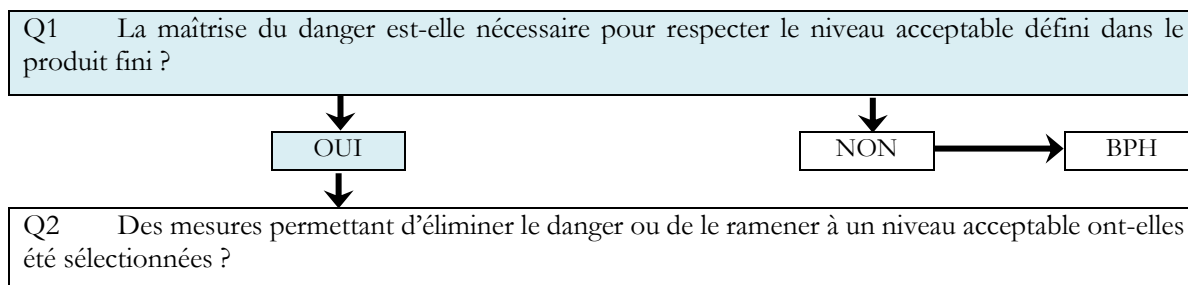 Q1 La maîtrise du danger est-elle nécessaire pour respecter le niveau acceptable défini dans le
produit fini ?
OUI NON BPH
Q2 Des mesures permettant d’éliminer le danger ou de le ramener à un niveau acceptable ont-elles
été sélectionnées ?